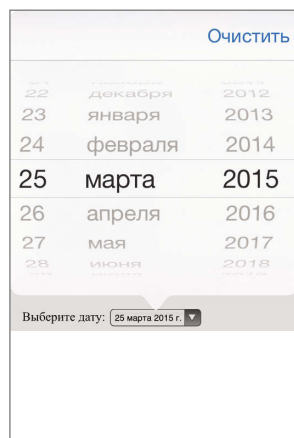 Очистить
22 декабря 2012
23 января 2013
24 февраля 2014
25 марта 2015
26 апреля 2016
27 мая 2017
28 июня 2018
Выберите дату: 25 марта 2015 г.